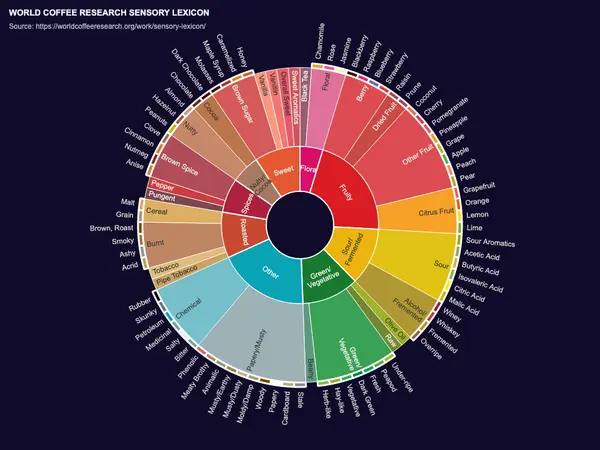 WORLD COFFEE RESEARCH SENSORY LEXICON
Source: https://worldcoffeeresearch.org/work/sensory-lexicon/
Floral
Fruity
Sour/
Fermented
Green/
Vegetative
Other
Roasted
Spices
Nutty/
Cocoa
Sweet
Black Tea
Floral
Berry
Dried Fruit
Other Fruit
Citrus Fruit
Sour
Alcohol/
Fermented
Olive Oil
Raw
Green/
Vegetative
Beany
Papery/Musty
Chemical
Pipe Tobacco
Tobacco
Burnt
Cereal
Pungent
Pepper
Brown Spice
Nutty
Cocoa
Brown Sugar
Vanilla
Vanillin
Overall Sweet
Sweet Aromatics
Chamomile
Rose
Jasmine
Blackberry
Raspberry
Blueberry
Strawberry
Raisin
Prune
Coconut
Cherry
Pomegranate
Pineapple
Grape
Apple
Peach
Pear
Grapefruit
Orange
Lemon
Lime
Sour Aromatics
Acetic Acid
Butyric Acid
Isovaleric Acid
Citric Acid
Malic Acid
Winey
Whiskey
Fermented
Overripe
Under-ripe
Peapod
Fresh
Dark Green
Vegetative
Hay-like
Herb-like
Stale
Cardboard
Papery
Woody
Moldy/Damp
Musty/Dusty
Musty/Earthy
Animalic
Meaty Brothy
Phenolic
Bitter
Salty
Medicinal
Petroleum
Skunky
Rubber
Acrid
Ashy
Smoky
Brown, Roast
Grain
Malt
Anise
Nutmeg
Cinnamon
Clove
Peanuts
Hazelnut
Almond
Chocolate
Dark Chocolate
Molasses
Maple Syrup
Caramelized
Honey